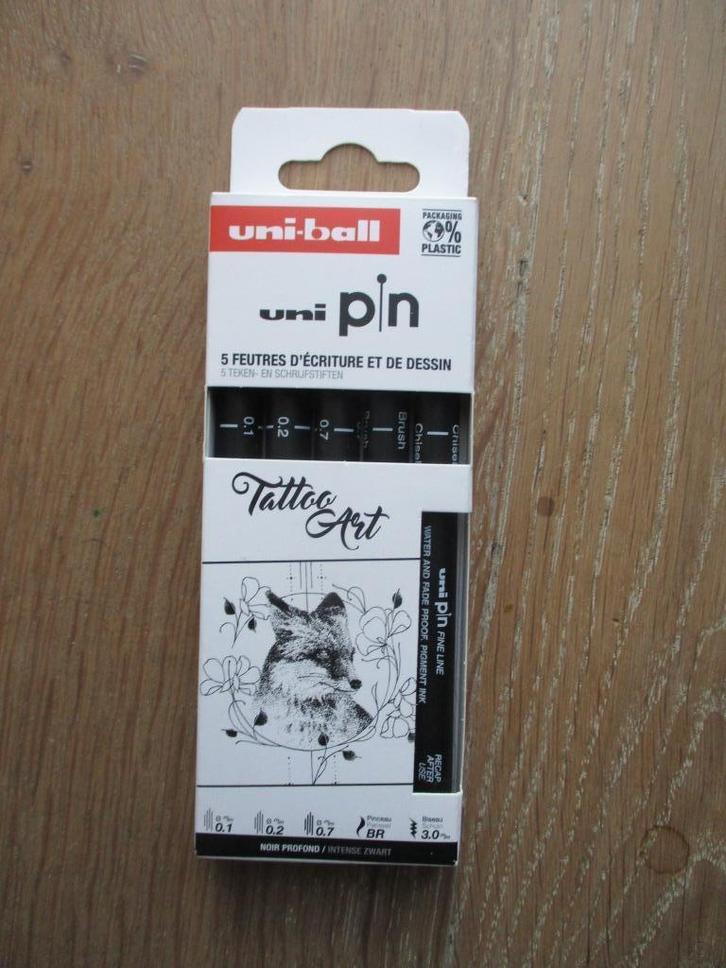 uni-ball
PACKAGING
0%
PLASTIC
uni pin
5 FEUTRES D'ÉCRITURE ET DE DESSIN
5 TEKEN- EN SCHRIJFSTIFTEN
0.1
0.2
0.7
Brush
Brush
Chisel
Chisel
Tattoo
Art
uni pin FINE LINE
WATER AND FADE PROOF, PIGMENT INK
RECAP
AFTER
USE
ø m/m
0.1
ø m/m
0.2
ø m/m
0.7
Pinceau
Penseel
BR
Biseau
Schuin
3.0 m/m
NOIR PROFOND / INTENSE ZWART